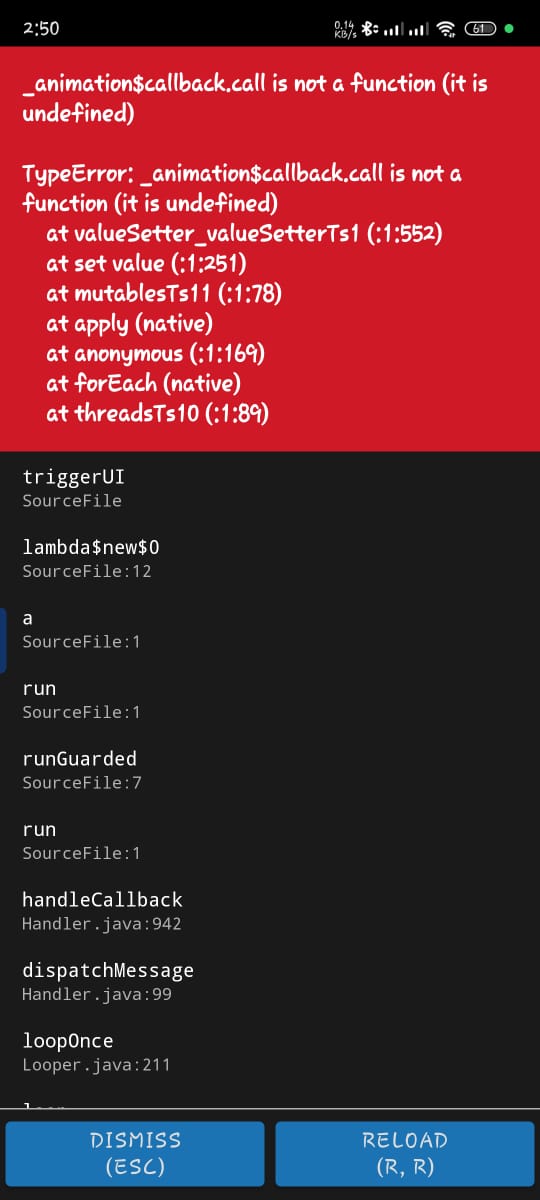 2:50
0.14
KB/s
61
_animation$callback.call is not a function (it is
undefined)
TypeError: _animation$callback.call is not a
function (it is undefined)
at valueSetter_valueSetterTs1 (:1:552)
at set value (:1:251)
at mutablesTs11 (:1:78)
at apply (native)
at anonymous (:1:169)
at forEach (native)
at threadsTs10 (:1:89)
triggerUI
SourceFile
lambda$new$0
SourceFile:12
a
SourceFile:1
run
SourceFile:1
runGuarded
SourceFile:7
run
SourceFile:1
handleCallback
Handler.java:942
dispatchMessage
Handler.java:99
loopOnce
Looper.java:211
DISMISS
(ESC)
RELOAD
(R, R)